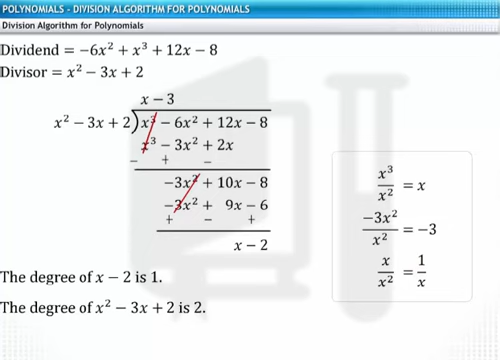 POLYNOMIALS - DIVISION ALGORITHM FOR POLYNOMIALS
Division Algorithm for Polynomials
Dividend = −6x² + x³ + 12x − 8
Divisor = x² − 3x + 2
x − 3
x² − 3x + 2)x³ − 6x² + 12x − 8
x³ − 3x² + 2x
− + −
−3x² + 10x − 8
−3x² + 9x − 6
+ − +
x − 2
x³/x² = x
−3x²/x² = −3
x/x² = 1/x
The degree of x − 2 is 1.
The degree of x² − 3x + 2 is 2.